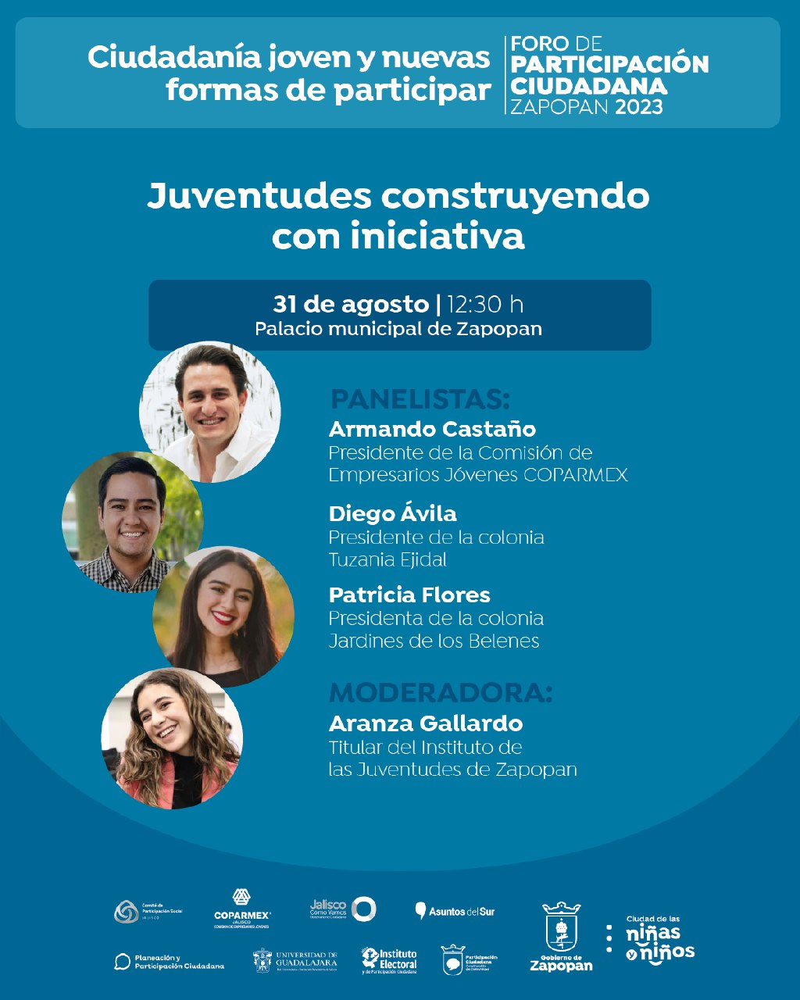 Ciudadanía joven y nuevas
formas de participar
FORO DE
PARTICIPACIÓN
CIUDADANA
ZAPOPAN 2023
Juventudes construyendo
con iniciativa
31 de agosto | 12:30 h
Palacio municipal de Zapopan
PANELISTAS:
Armando Castaño
Presidente de la Comisión de
Empresarios Jóvenes COPARMEX
Diego Ávila
Presidente de la colonia
Tuzania Ejidal
Patricia Flores
Presidenta de la colonia
Jardines de los Belenes
MODERADORA:
Aranza Gallardo
Titular del Instituto de
las Juventudes de Zapopan
Comité de
Participación Social
JALISCO
COPARMEX
JALISCO
COMISIÓN DE EMPRESARIOS JÓVENES
Jalisco
Cómo Vamos
Observatorio Ciudadano
Asuntos del Sur
Planeación y
Participación Ciudadana
UNIVERSIDAD DE
GUADALAJARA
Instituto
Electoral
y de Participación Ciudadana
Participación
Ciudadana
Gobierno de
Zapopan
Ciudad de las
niñas
y niños